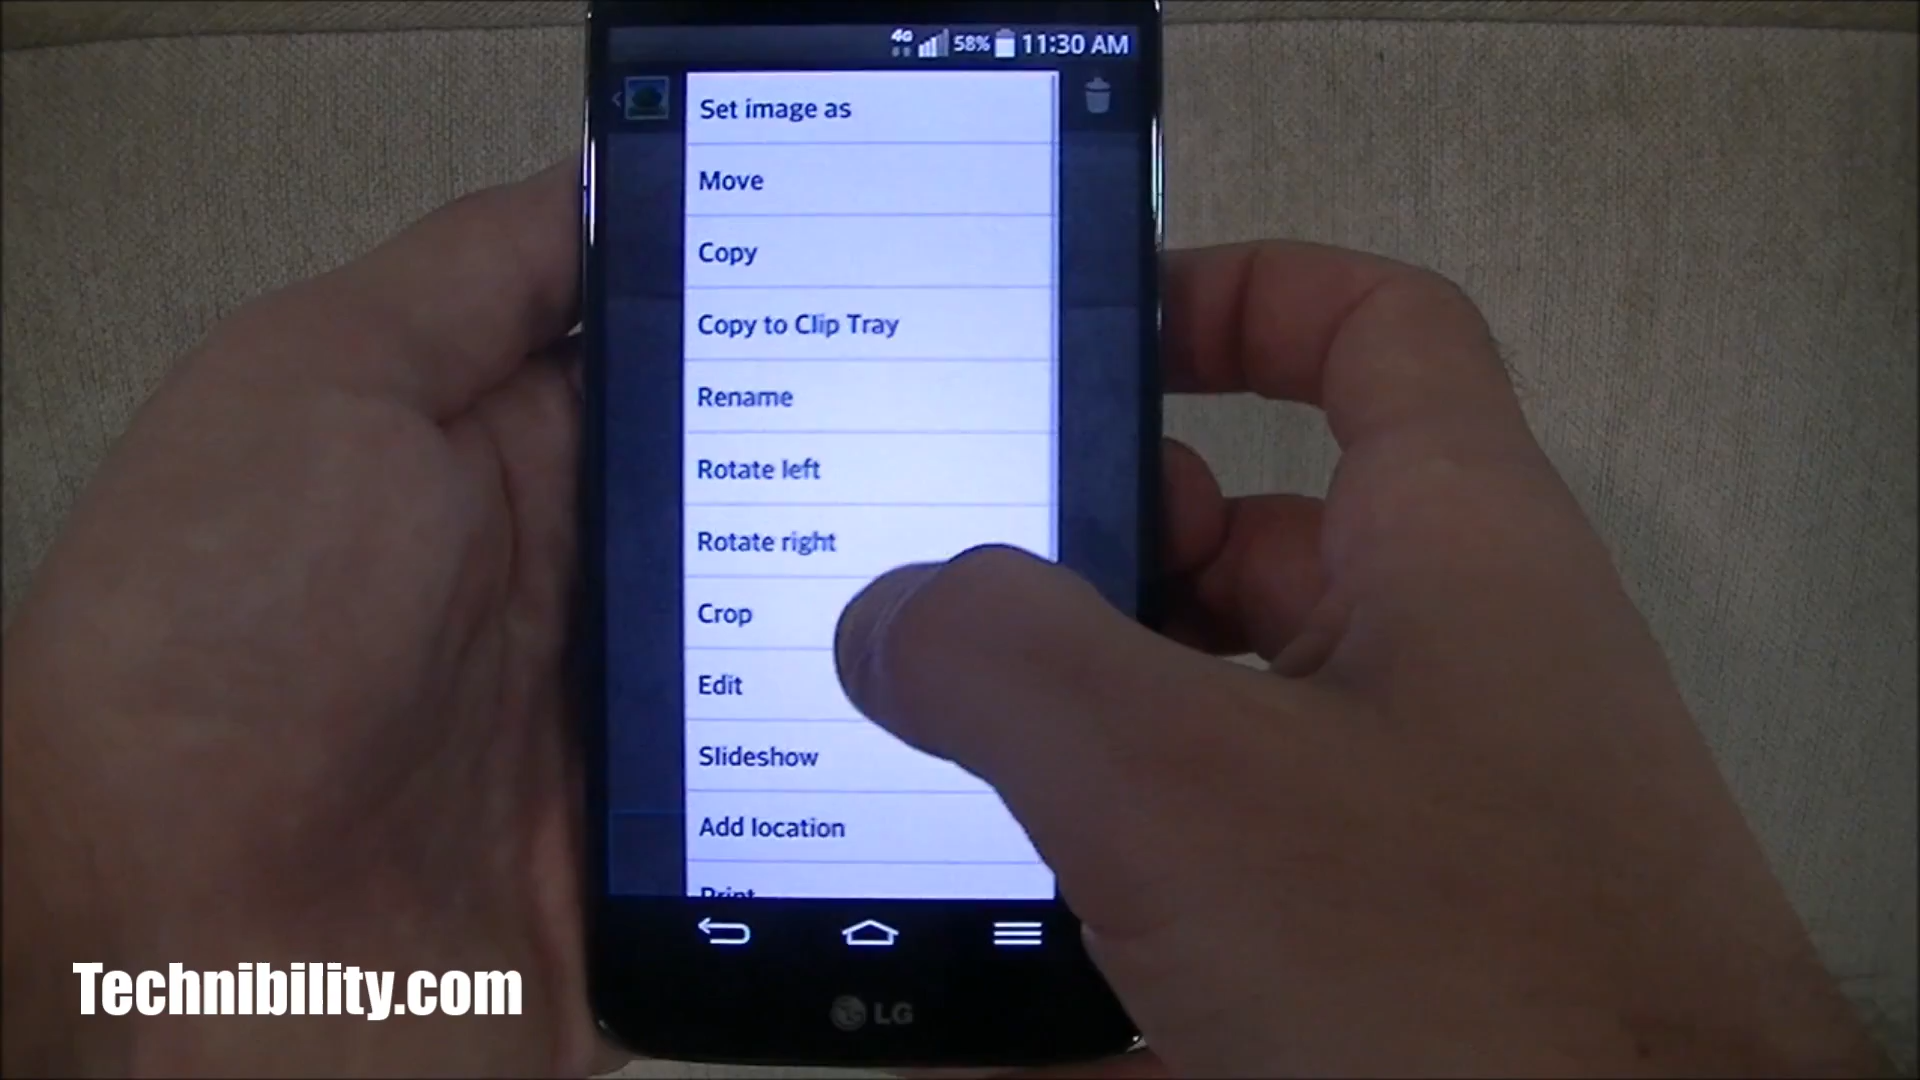 4G 58% 11:30 AM
Set image as
Move
Copy
Copy to Clip Tray
Rename
Rotate left
Rotate right
Crop
Edit
Slideshow
Add location
Print
Technibility.com
LG